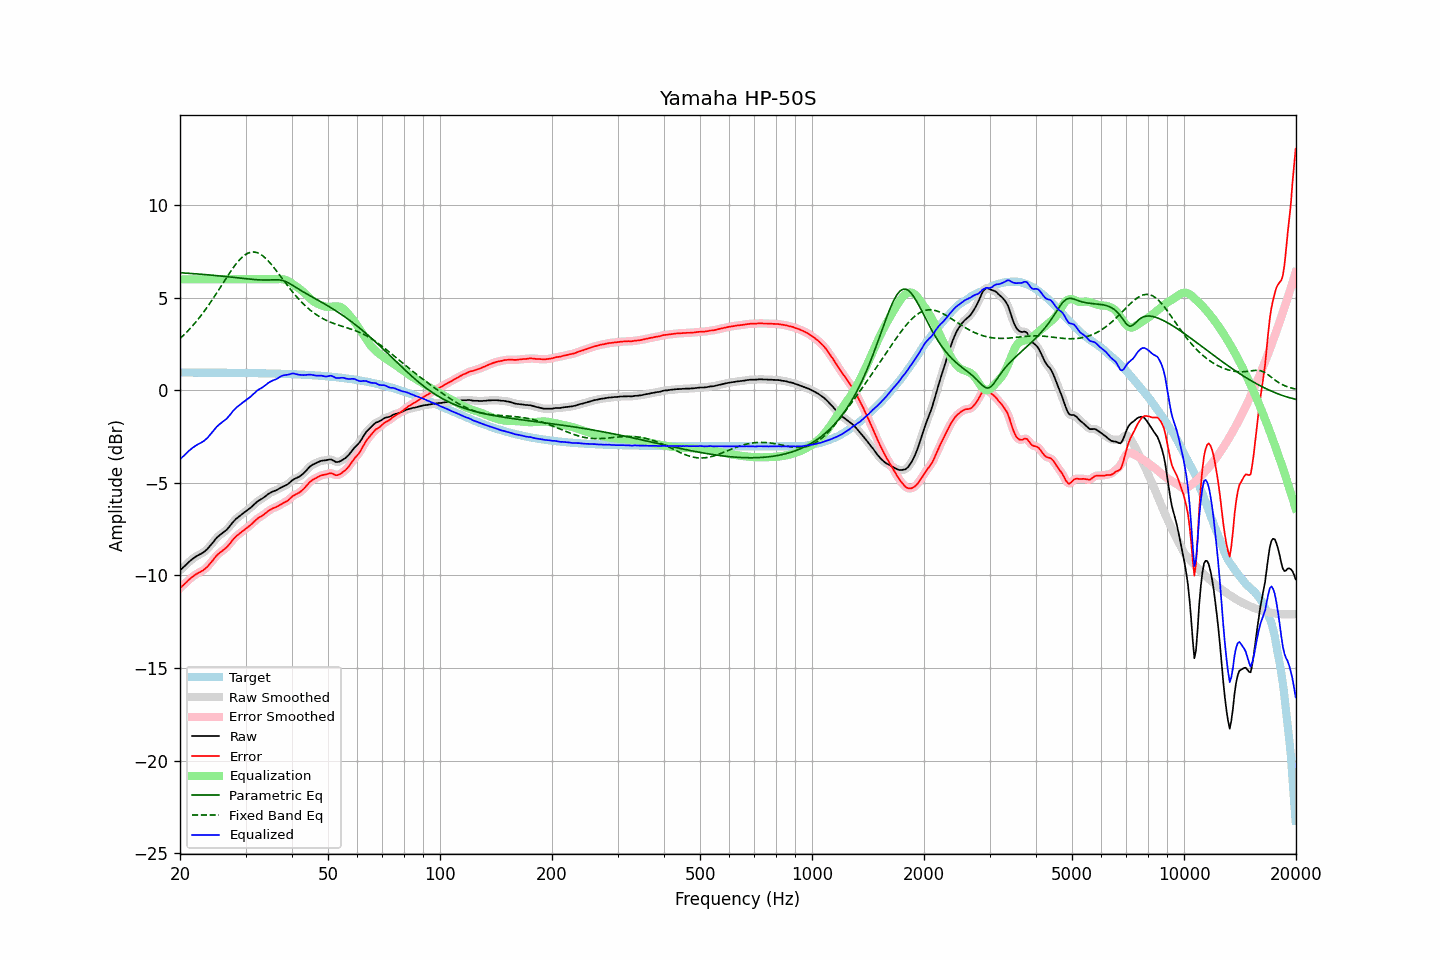 Yamaha HP-50S
Amplitude (dBr)
10
5
0
−5
−10
−15
−20
−25
Target
Raw Smoothed
Error Smoothed
Raw
Error
Equalization
Parametric Eq
Fixed Band Eq
Equalized
20 50 100 200 500 1000 2000 5000 10000 20000
Frequency (Hz)